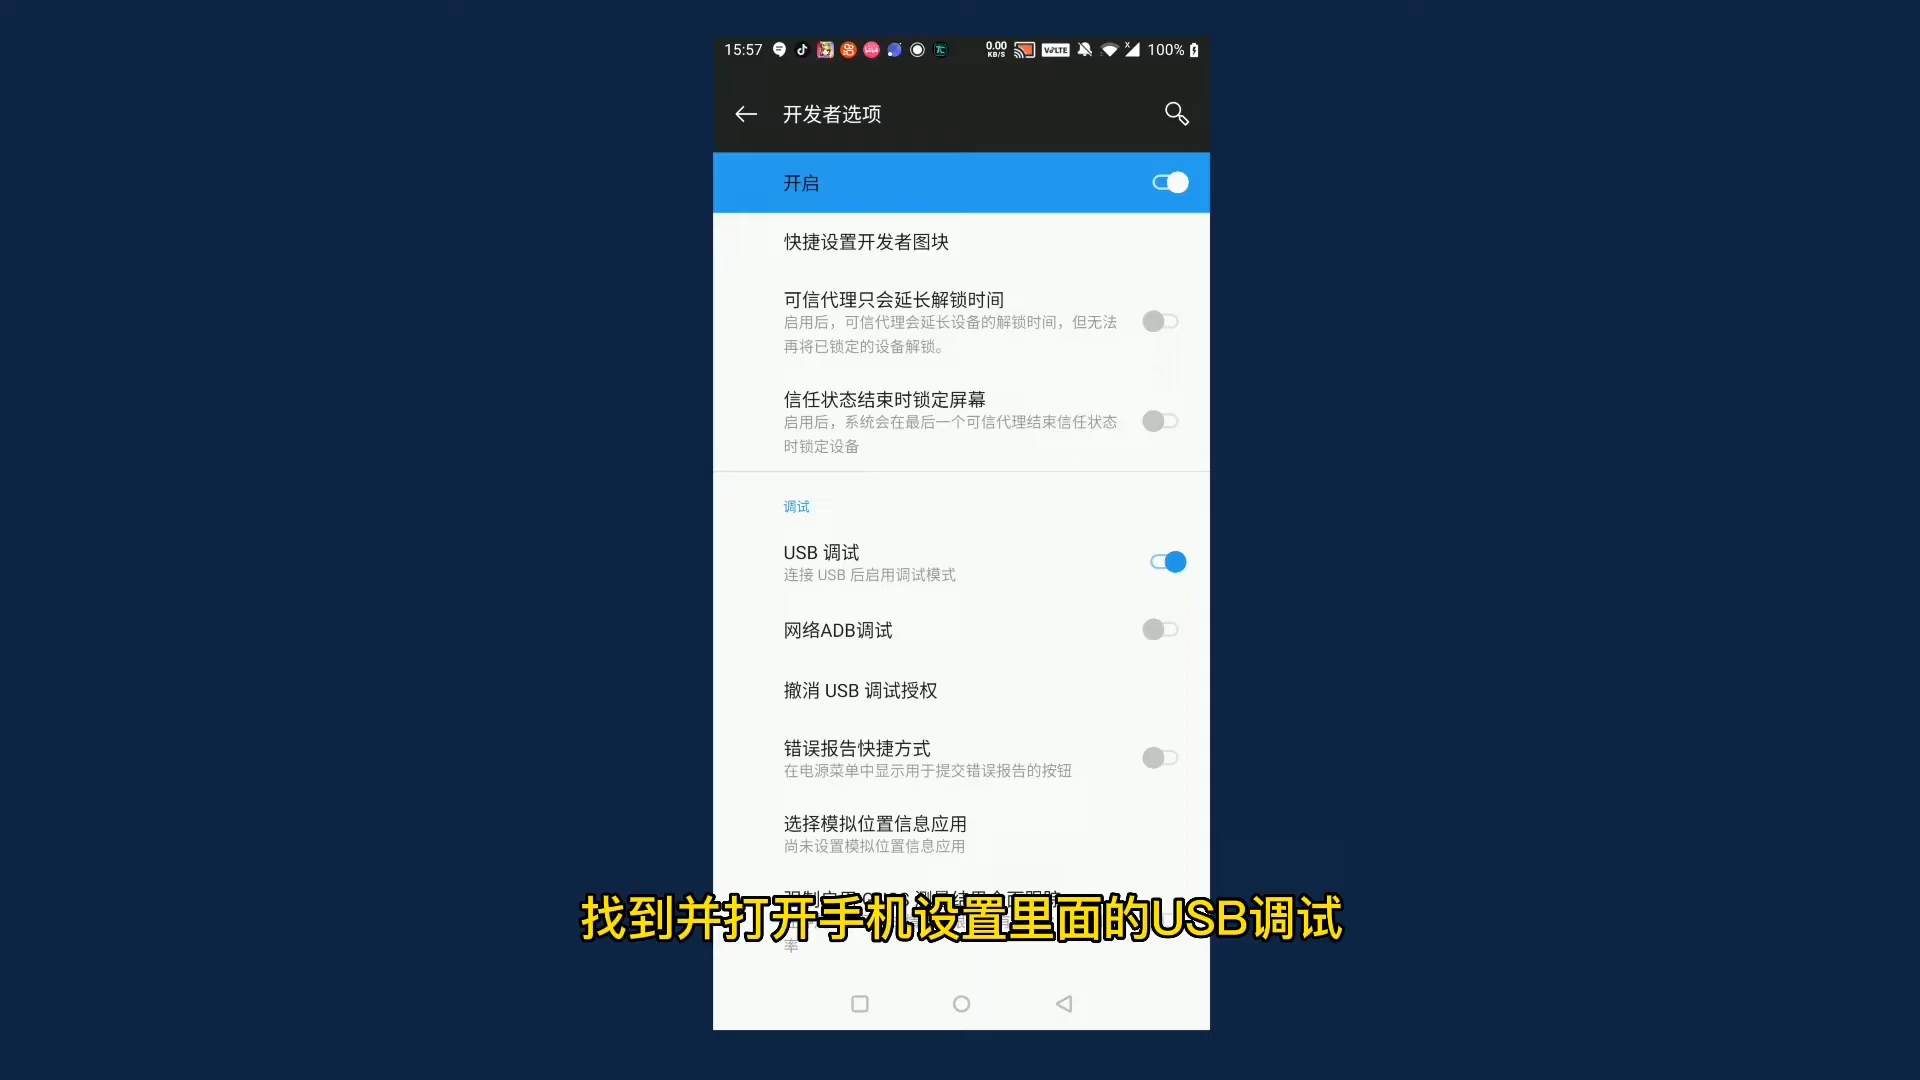 15:57
0.00
KB/S
VoLTE
100%
开发者选项
开启
快捷设置开发者图块
可信代理只会延长解锁时间
启用后，可信代理会延长设备的解锁时间，但无法
再将已锁定的设备解锁。
信任状态结束时锁定屏幕
启用后，系统会在最后一个可信代理结束信任状态
时锁定设备
调试
USB 调试
连接 USB 后启用调试模式
网络ADB调试
撤消 USB 调试授权
错误报告快捷方式
在电源菜单中显示用于提交错误报告的按钮
选择模拟位置信息应用
尚未设置模拟位置信息应用
找到并打开手机设置里面的USB调试
率